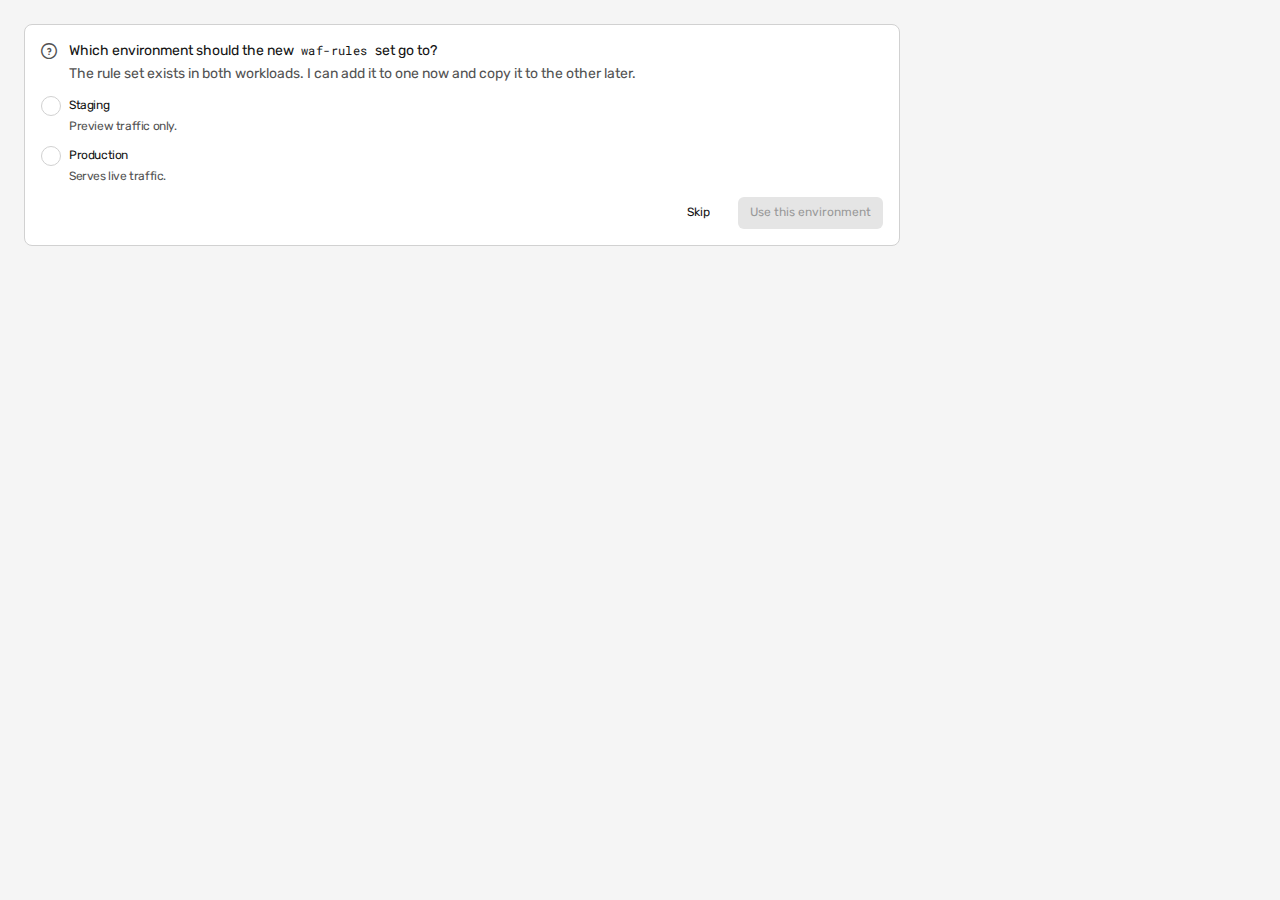 Which environment should the new waf-rules set go to?
The rule set exists in both workloads. I can add it to one now and copy it to the other later.
Staging
Preview traffic only.
Production
Serves live traffic.
Skip
Use this environment